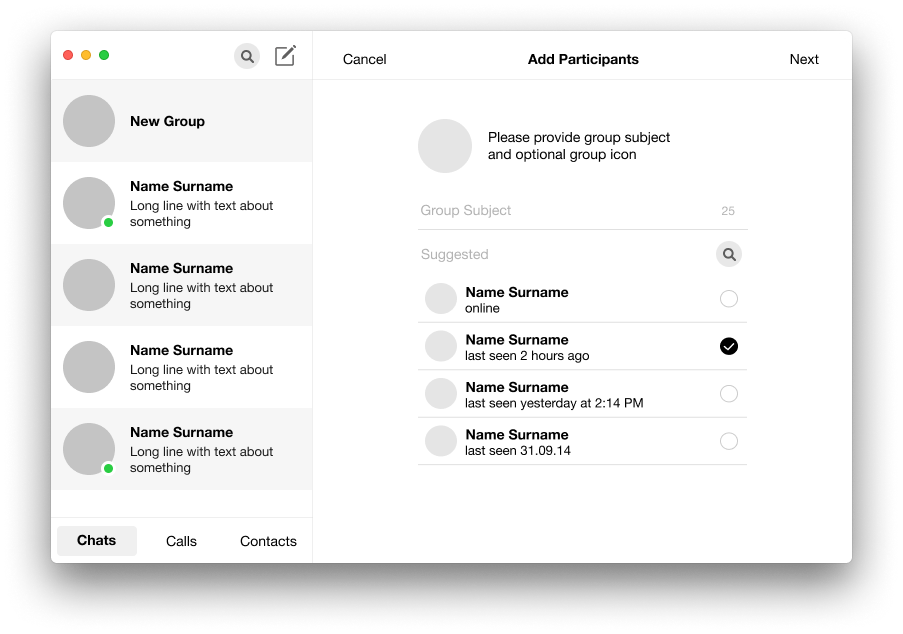 Cancel
Add Participants
Next
New Group
Name Surname
Long line with text about
something
Name Surname
Long line with text about
something
Name Surname
Long line with text about
something
Name Surname
Long line with text about
something
Chats
Calls
Contacts
Please provide group subject
and optional group icon
Group Subject
25
Suggested
Name Surname
online
Name Surname
last seen 2 hours ago
Name Surname
last seen yesterday at 2:14 PM
Name Surname
last seen 31.09.14